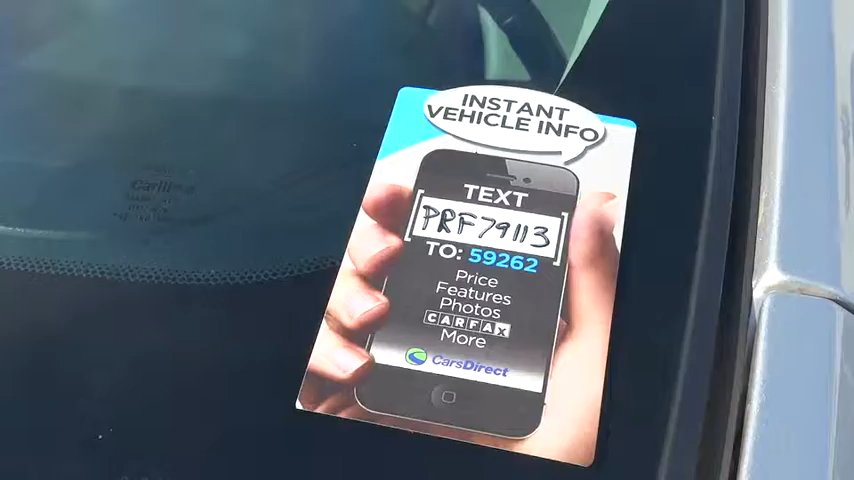 INSTANT
VEHICLE INFO
TEXT
PRF79113
TO: 59262
Price
Features
Photos
CARFAX
More
CarsDirect